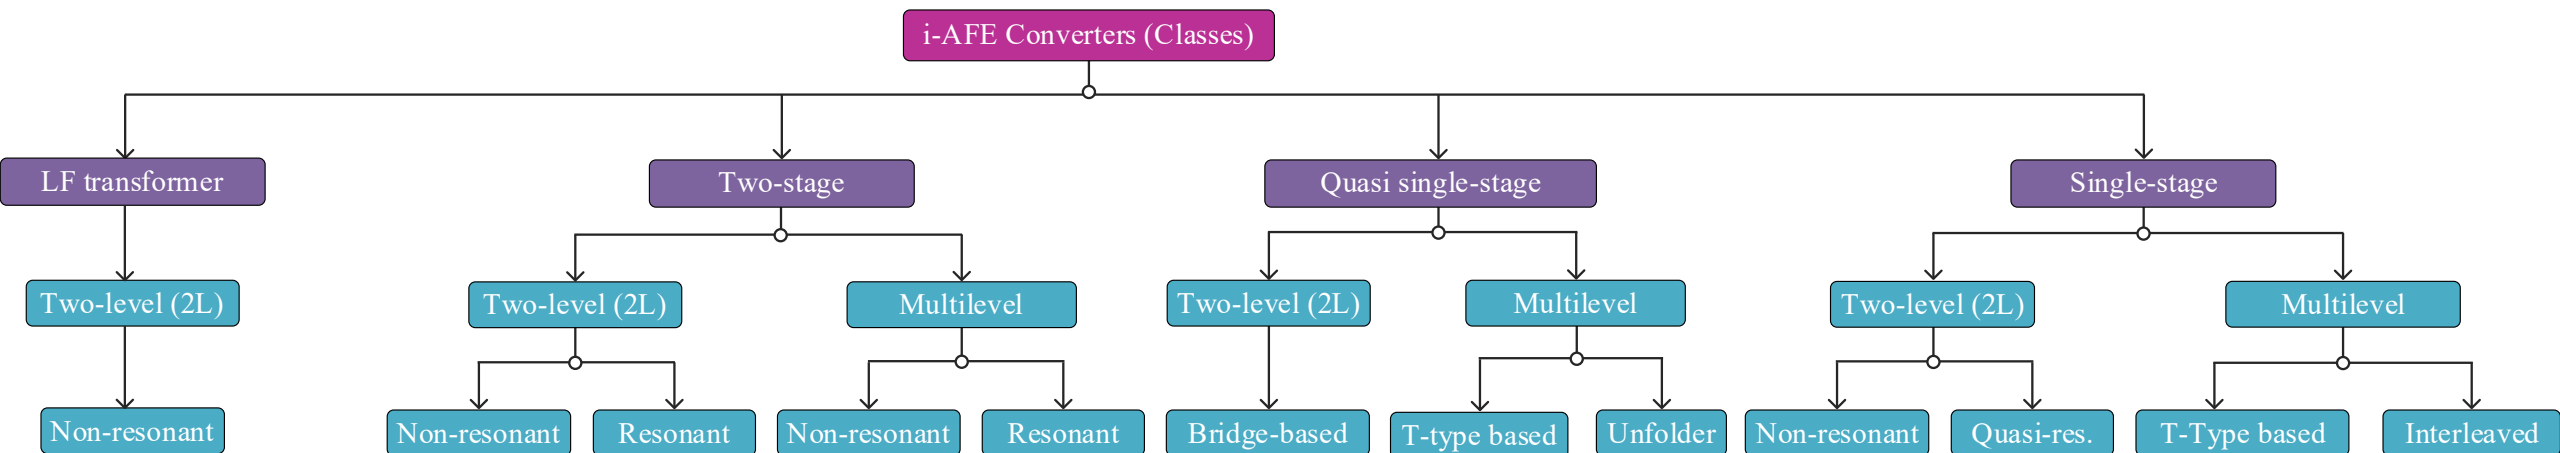 i-AFE Converters (Classes)
LF transformer
Two-stage
Quasi single-stage
Single-stage
Two-level (2L)
Two-level (2L)
Multilevel
Two-level (2L)
Multilevel
Two-level (2L)
Multilevel
Non-resonant
Non-resonant
Resonant
Non-resonant
Resonant
Bridge-based
T-type based
Unfolder
Non-resonant
Quasi-res.
T-Type based
Interleaved